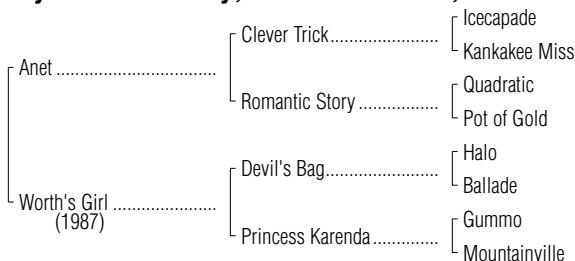 Icecapade
Clever Trick
Kankakee Miss
Anet
Quadratic
Romantic Story
Pot of Gold
Halo
Devil's Bag
Ballade
Worth's Girl
(1987)
Gummo
Princess Karenda
Mountainville